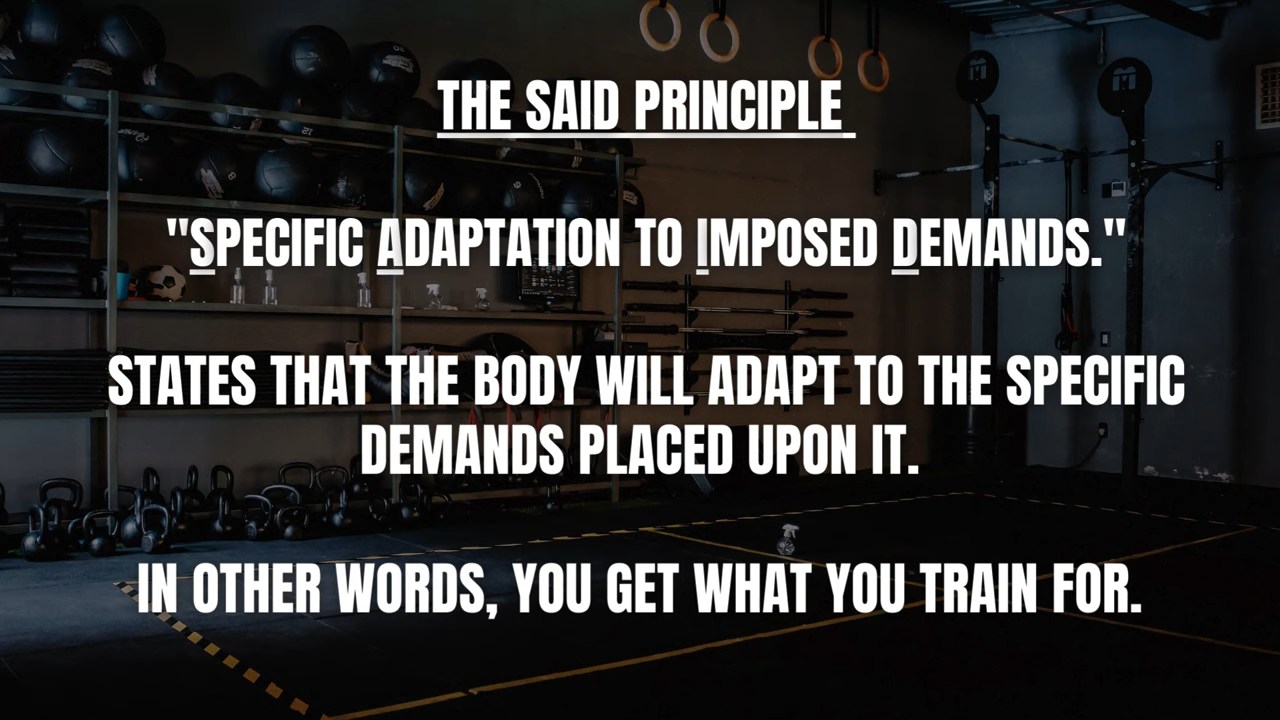 THE SAID PRINCIPLE
"SPECIFIC ADAPTATION TO IMPOSED DEMANDS."
STATES THAT THE BODY WILL ADAPT TO THE SPECIFIC
DEMANDS PLACED UPON IT.
IN OTHER WORDS, YOU GET WHAT YOU TRAIN FOR.